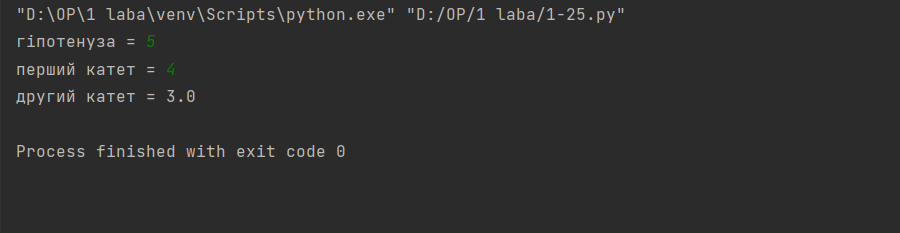 "D:\OP\1 laba\venv\Scripts\python.exe" "D:/OP/1 laba/1-25.py"
гіпотенуза = 5
перший катет = 4
другий катет = 3.0
Process finished with exit code 0